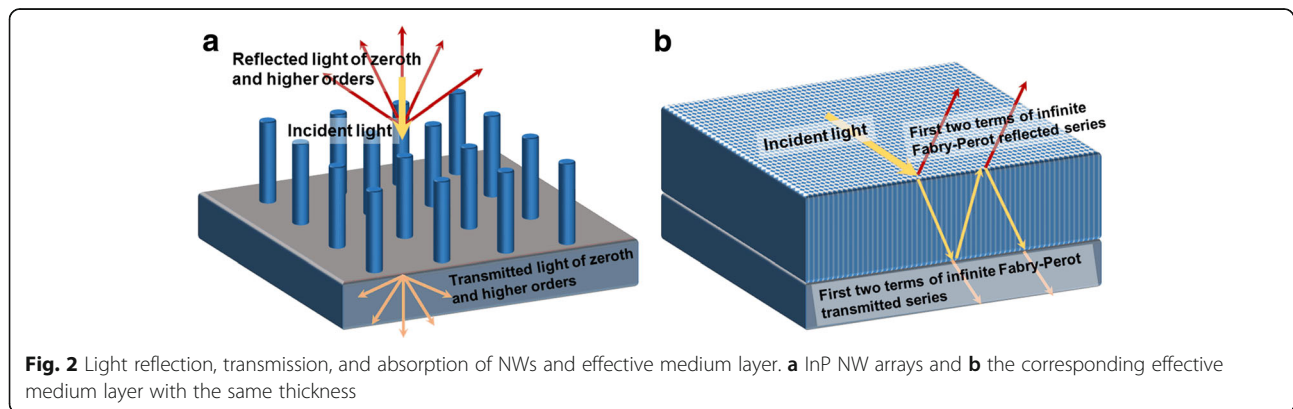 a
Reflected light of zeroth
and higher orders
Incident light
Transmitted light of zeroth
and higher orders
b
Incident light
First two terms of infinite
Fabry-Perot reflected series
First two terms of infinite Fabry-Perot
transmitted series
Fig. 2 Light reflection, transmission, and absorption of NWs and effective medium layer. a InP NW arrays and b the corresponding effective
medium layer with the same thickness